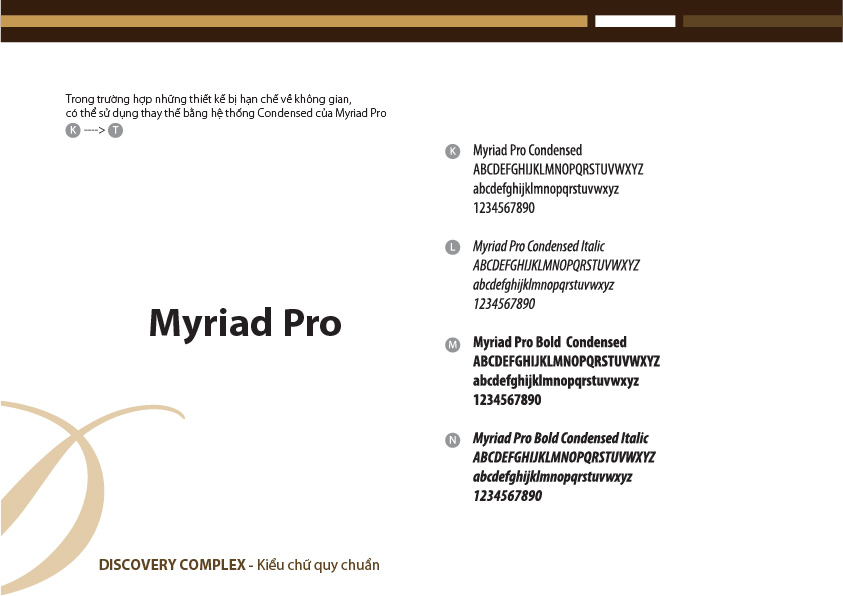 Trong trường hợp những thiết kế bị hạn chế về không gian,
có thể sử dụng thay thế bằng hệ thống Condensed của Myriad Pro
K ----> T
Myriad Pro
K Myriad Pro Condensed
ABCDEFGHIJKLMNOPQRSTUVWXYZ
abcdefghijklmnopqrstuvwxyz
1234567890
L Myriad Pro Condensed Italic
ABCDEFGHIJKLMNOPQRSTUVWXYZ
abcdefghijklmnopqrstuvwxyz
1234567890
M Myriad Pro Bold  Condensed
ABCDEFGHIJKLMNOPQRSTUVWXYZ
abcdefghijklmnopqrstuvwxyz
1234567890
N Myriad Pro Bold Condensed Italic
ABCDEFGHIJKLMNOPQRSTUVWXYZ
abcdefghijklmnopqrstuvwxyz
1234567890
DISCOVERY COMPLEX - Kiểu chữ quy chuẩn